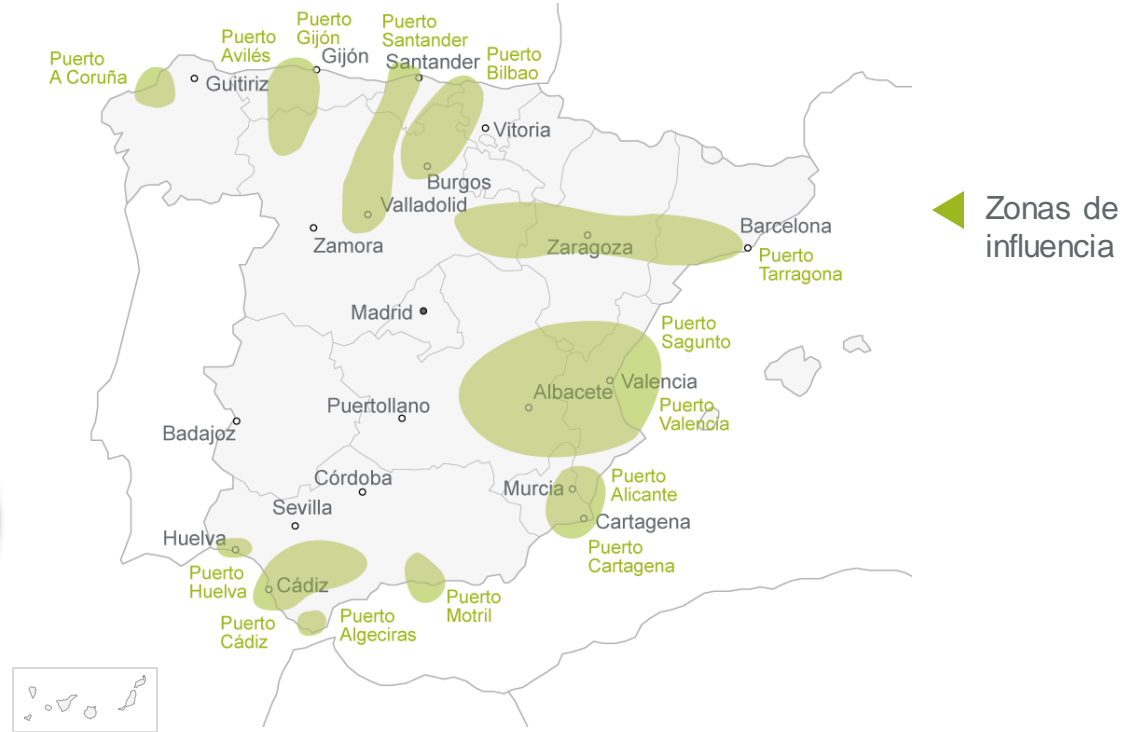 Puerto
A Coruña
Guitiriz
Puerto
Avilés
Puerto
Gijón
Gijón
Puerto
Santander
Santander
Puerto
Bilbao
Vitoria
Burgos
Valladolid
Zamora
Zaragoza
Barcelona
Puerto
Tarragona
Zonas de
influencia
Madrid
Puerto
Sagunto
Albacete
Valencia
Puerto
Valencia
Puertollano
Badajoz
Córdoba
Sevilla
Murcia
Puerto
Alicante
Cartagena
Puerto
Cartagena
Huelva
Puerto
Huelva
Cádiz
Puerto
Cádiz
Puerto
Algeciras
Puerto
Motril